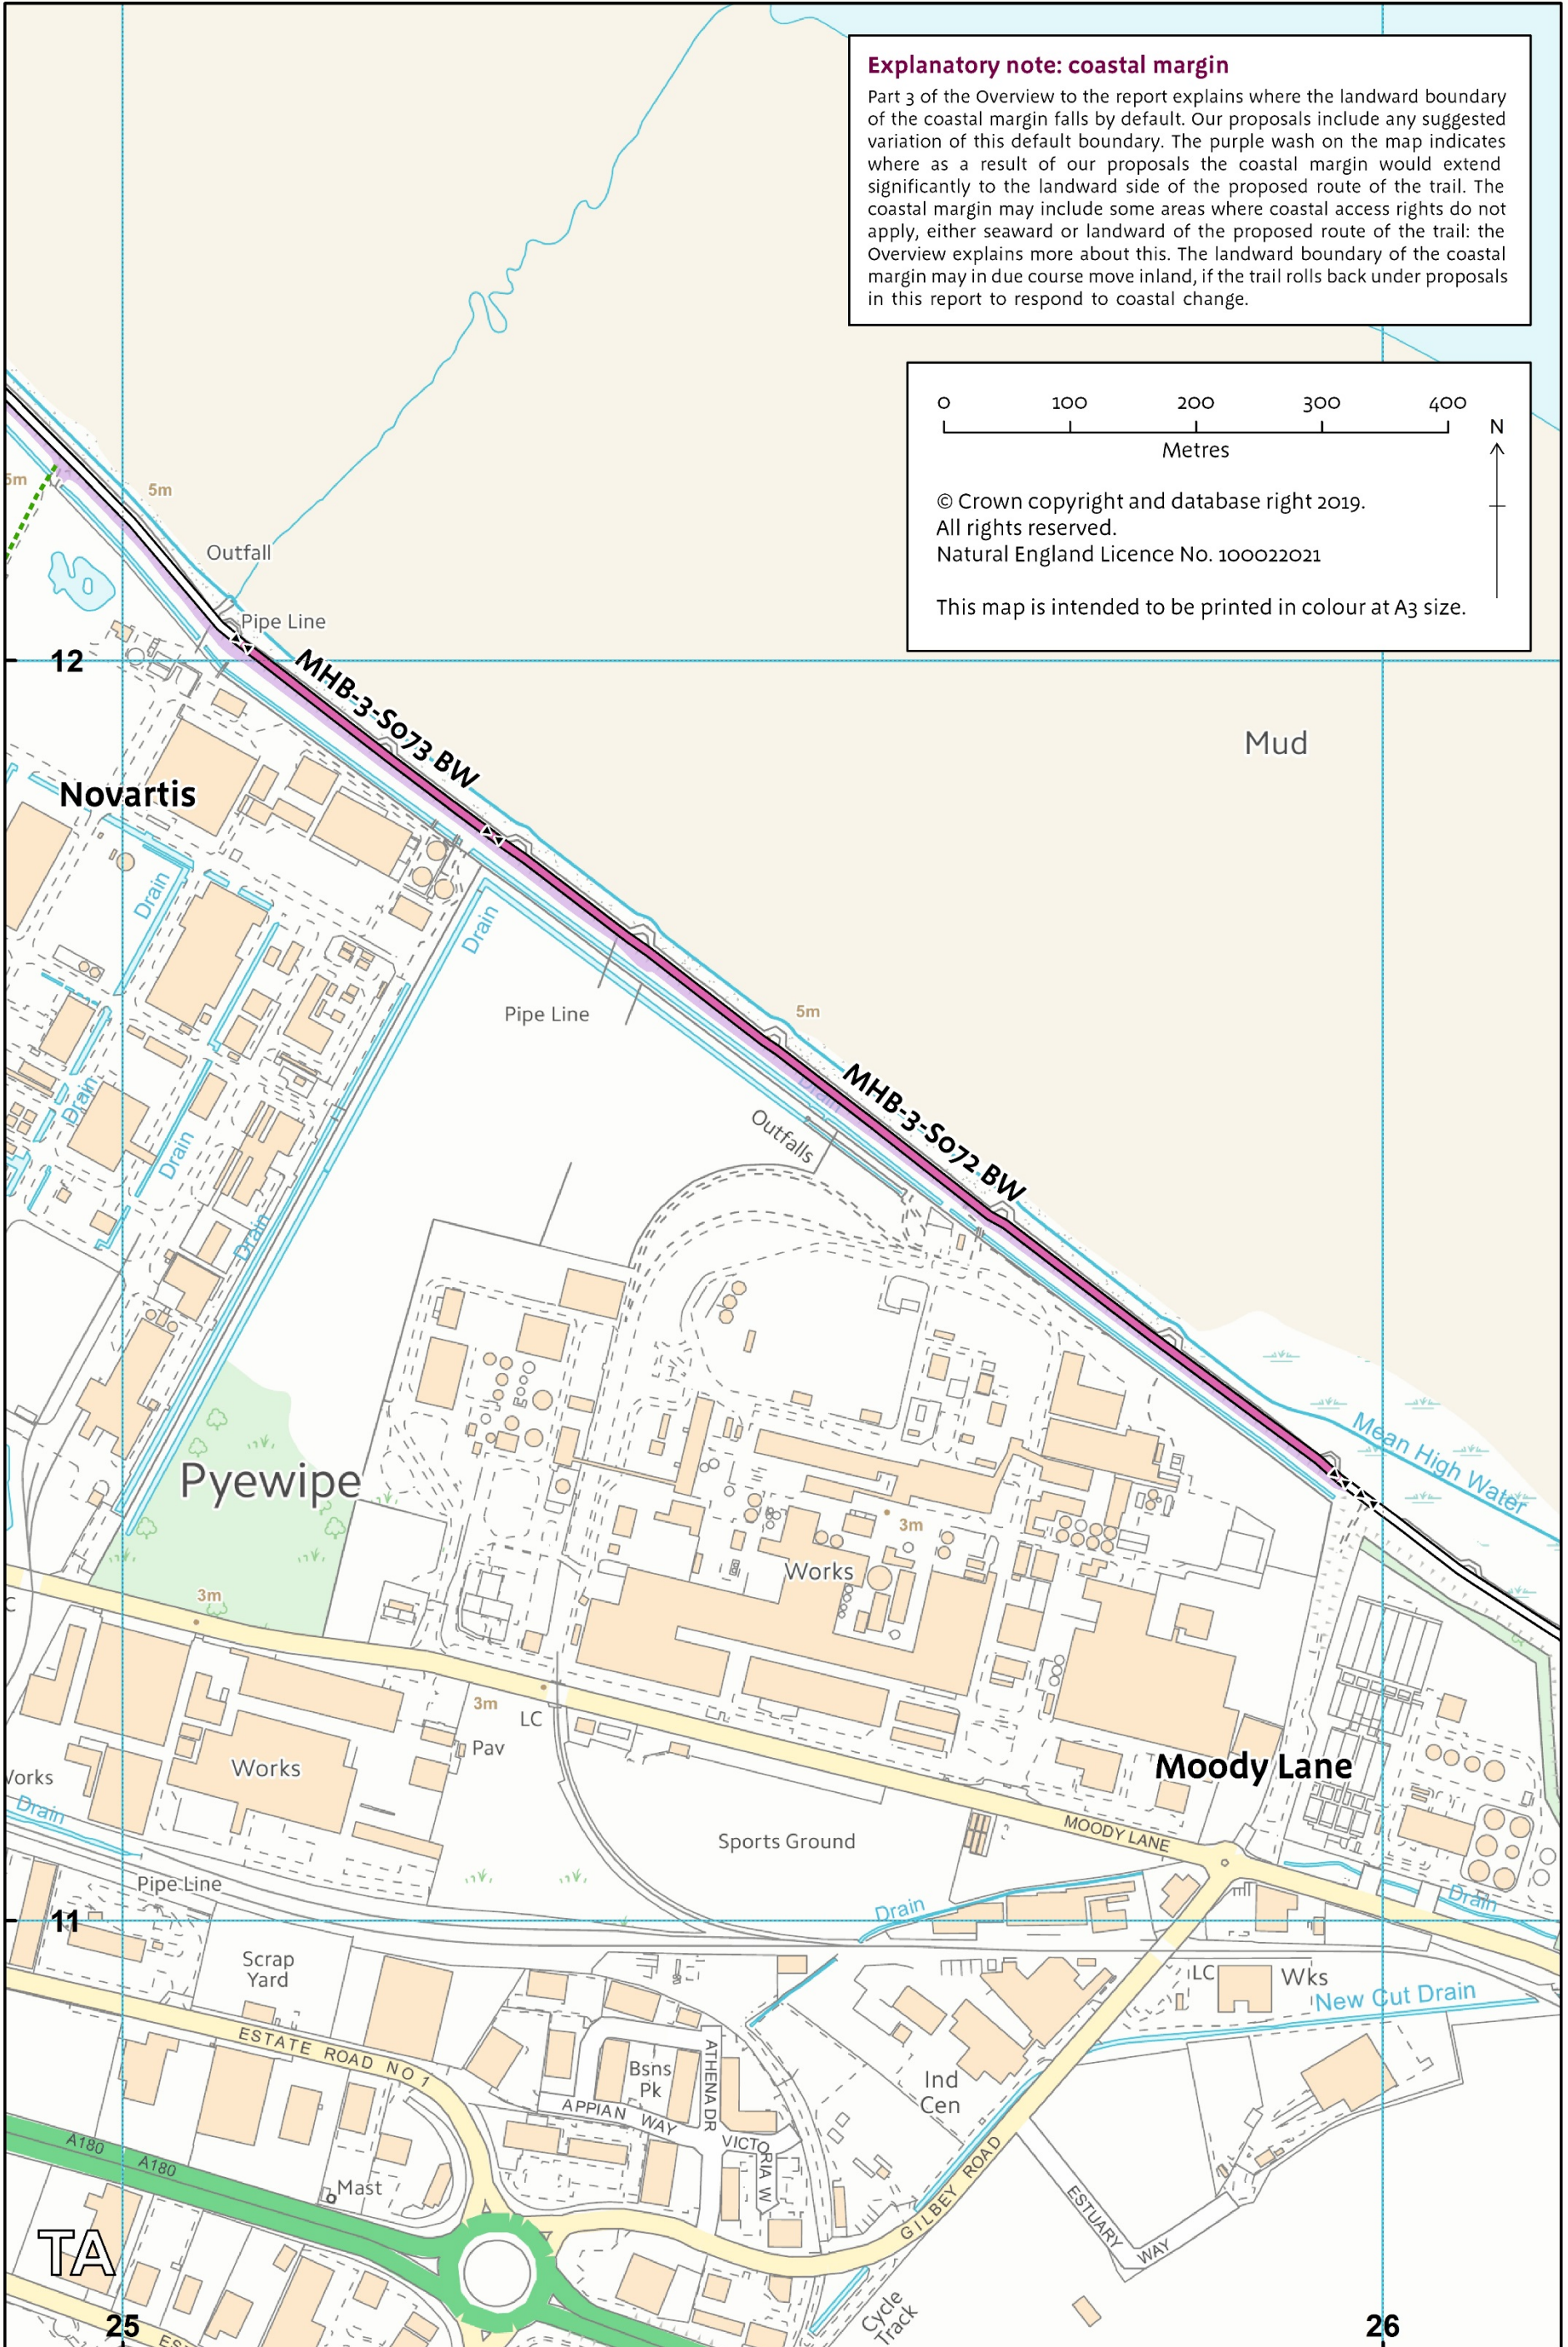 Explanatory note: coastal margin
Part 3 of the Overview to the report explains where the landward boundary
of the coastal margin falls by default. Our proposals include any suggested
variation of this default boundary. The purple wash on the map indicates
where as a result of our proposals the coastal margin would extend
significantly to the landward side of the proposed route of the trail. The
coastal margin may include some areas where coastal access rights do not
apply, either seaward or landward of the proposed route of the trail: the
Overview explains more about this. The landward boundary of the coastal
margin may in due course move inland, if the trail rolls back under proposals
in this report to respond to coastal change.
0 100 200 300 400
Metres
N
© Crown copyright and database right 2019.
All rights reserved.
Natural England Licence No. 100022021
This map is intended to be printed in colour at A3 size.
5m
5m
Outfall
Pipe Line
12
MHB-3-S073 BW
Mud
Novartis
Drain
Drain
Pipe Line
5m
Drain
MHB-3-S072 BW
Outfalls
Drain
Drain
Drain
Mean High Water
Pyewipe
3m
Works
3m
3m
LC
Pav
Works
Moody Lane
Drain
MOODY LANE
Sports Ground
Pipe Line
Drain
Drain
11
Scrap
Yard
LC
Wks
New Cut Drain
ESTATE ROAD NO 1
Bsns
Pk
ATHENA DR
APPIAN WAY
VICTORIA W
Ind
Cen
A180
A180
Mast
GILBEY ROAD
ESTUARY WAY
TA
Cycle
Track
25
26